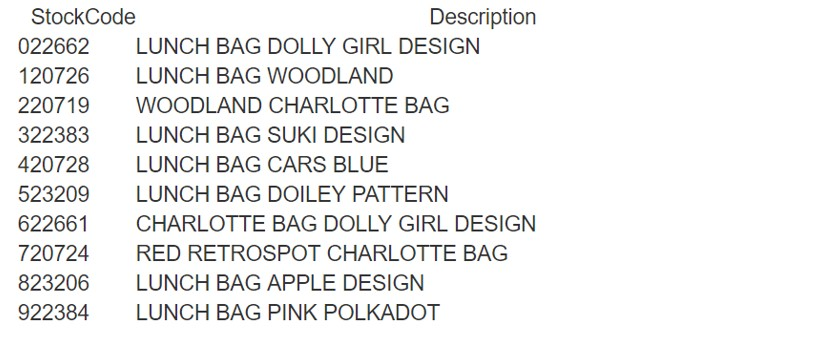 StockCode Description
022662 LUNCH BAG DOLLY GIRL DESIGN
120726 LUNCH BAG WOODLAND
220719 WOODLAND CHARLOTTE BAG
322383 LUNCH BAG SUKI DESIGN
420728 LUNCH BAG CARS BLUE
523209 LUNCH BAG DOILEY PATTERN
622661 CHARLOTTE BAG DOLLY GIRL DESIGN
720724 RED RETROSPOT CHARLOTTE BAG
823206 LUNCH BAG APPLE DESIGN
922384 LUNCH BAG PINK POLKADOT